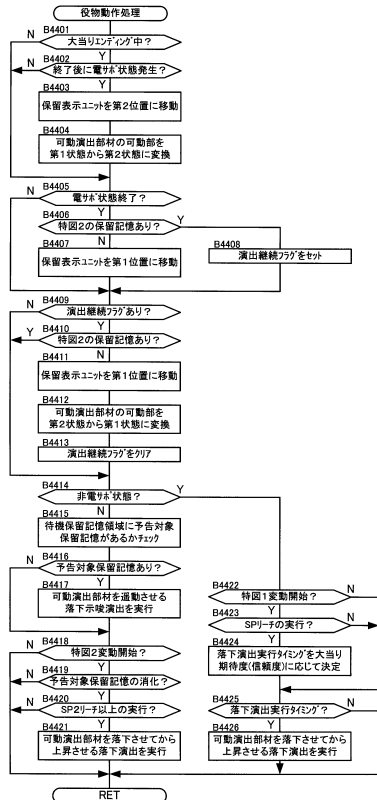 役物動作処理
B4401
大当りエンディング中？
N
B4402
Y
終了後に電サポ状態発生？
N
B4403
Y
保留表示ユニットを第2位置に移動
B4404
可動演出部材の可動部を
第1状態から第2状態に変換
B4405
電サポ状態終了？
N
B4406
Y
特図2の保留記憶あり？
Y
B4407
N
保留表示ユニットを第1位置に移動
B4408
演出継続フラグをセット
B4409
演出継続フラグあり？
N
B4410
Y
特図2の保留記憶あり？
Y
B4411
N
保留表示ユニットを第1位置に移動
B4412
可動演出部材の可動部を
第2状態から第1状態に変換
B4413
演出継続フラグをクリア
B4414
非電サポ状態？
Y
B4415
N
待機保留記憶領域に予告対象
保留記憶があるかチェック
B4416
予告対象保留記憶あり？
N
B4417
Y
可動演出部材を遥動させる
落下示唆演出を実行
B4418
特図2変動開始？
N
B4419
Y
予告対象保留記憶の消化？
N
B4420
Y
SP2リーチ以上の実行？
N
B4421
Y
可動演出部材を落下させてから
上昇させる落下演出を実行
B4422
特図1変動開始？
N
B4423
Y
SPリーチの実行？
N
B4424
Y
落下演出実行タイミングを大当り
期待度(信頼度)に応じて決定
B4425
落下演出実行タイミング？
N
B4426
Y
可動演出部材を落下させてから
上昇させる落下演出を実行
RET